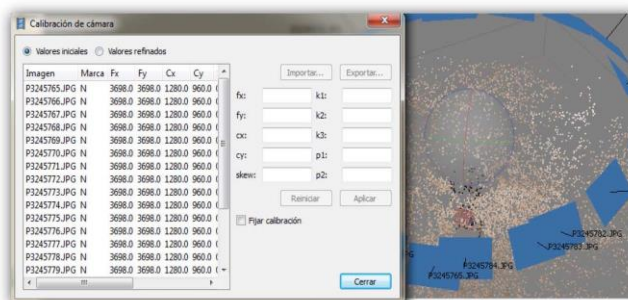 Calibración de cámara
Valores iniciales Valores refinados
Imagen Marca Fx Fy Cx Cy
P3245765.JPG N 3698.0 3698.0 1280.0 960.0
P3245766.JPG N 3698.0 3698.0 1280.0 960.0
P3245767.JPG N 3698.0 3698.0 1280.0 960.0
P3245768.JPG N 3698.0 3698.0 1280.0 960.0
P3245769.JPG N 3698.0 3698.0 1280.0 960.0
P3245770.JPG N 3698.0 3698.0 1280.0 960.0
P3245771.JPG N 3698.0 3698.0 1280.0 960.0
P3245772.JPG N 3698.0 3698.0 1280.0 960.0
P3245773.JPG N 3698.0 3698.0 1280.0 960.0
P3245774.JPG N 3698.0 3698.0 1280.0 960.0
P3245775.JPG N 3698.0 3698.0 1280.0 960.0
P3245776.JPG N 3698.0 3698.0 1280.0 960.0
P3245777.JPG N 3698.0 3698.0 1280.0 960.0
P3245778.JPG N 3698.0 3698.0 1280.0 960.0
P3245779.JPG N 3698.0 3698.0 1280.0 960.0
Importar... Exportar...
fx: k1:
fy: k2:
cx: k3:
cy: p1:
skew: p2:
Reiniciar Aplicar
Fijar calibración
Cerrar
P3245782.JPG
P3245783.JPG
P3245784.JPG
P3245765.JPG